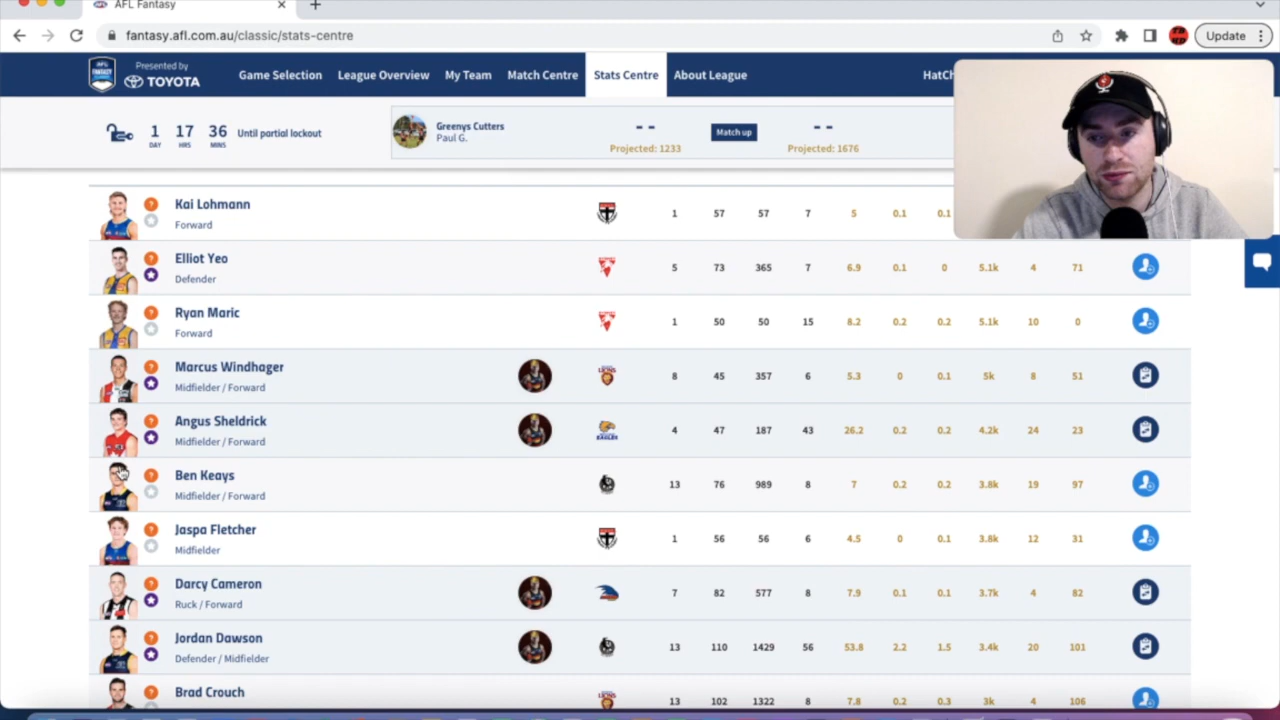 AFL Fantasy
fantasy.afl.com.au/classic/stats-centre
Update
Presented by
TOYOTA
Game Selection
League Overview
My Team
Match Centre
Stats Centre
About League
1 17 36 Until partial lockout
DAY HRS MINS
Greenys Cutters
Paul G.
- -
Match up
- -
Projected: 1233
Projected: 1676
Kai Lohmann
Forward
1 57 57 7 5 0.1 0.1
Elliot Yeo
Defender
5 73 365 7 6.9 0.1 0 5.1k 4 71
Ryan Maric
Forward
1 50 50 15 8.2 0.2 0.2 5.1k 10 0
Marcus Windhager
Midfielder / Forward
8 45 357 6 5.3 0 0.1 5k 8 51
Angus Sheldrick
Midfielder / Forward
4 47 187 43 26.2 0.2 0.2 4.2k 24 23
Ben Keays
Midfielder / Forward
13 76 989 8 7 0.2 0.2 3.8k 19 97
Jaspa Fletcher
Midfielder
1 56 56 6 4.5 0 0.1 3.8k 12 31
Darcy Cameron
Ruck / Forward
7 82 577 8 7.9 0.1 0.1 3.7k 4 82
Jordan Dawson
Defender / Midfielder
13 110 1429 56 53.8 2.2 1.5 3.4k 20 101
Brad Crouch
13 102 1322 8 7.8 0.2 0.3 3k 4 106